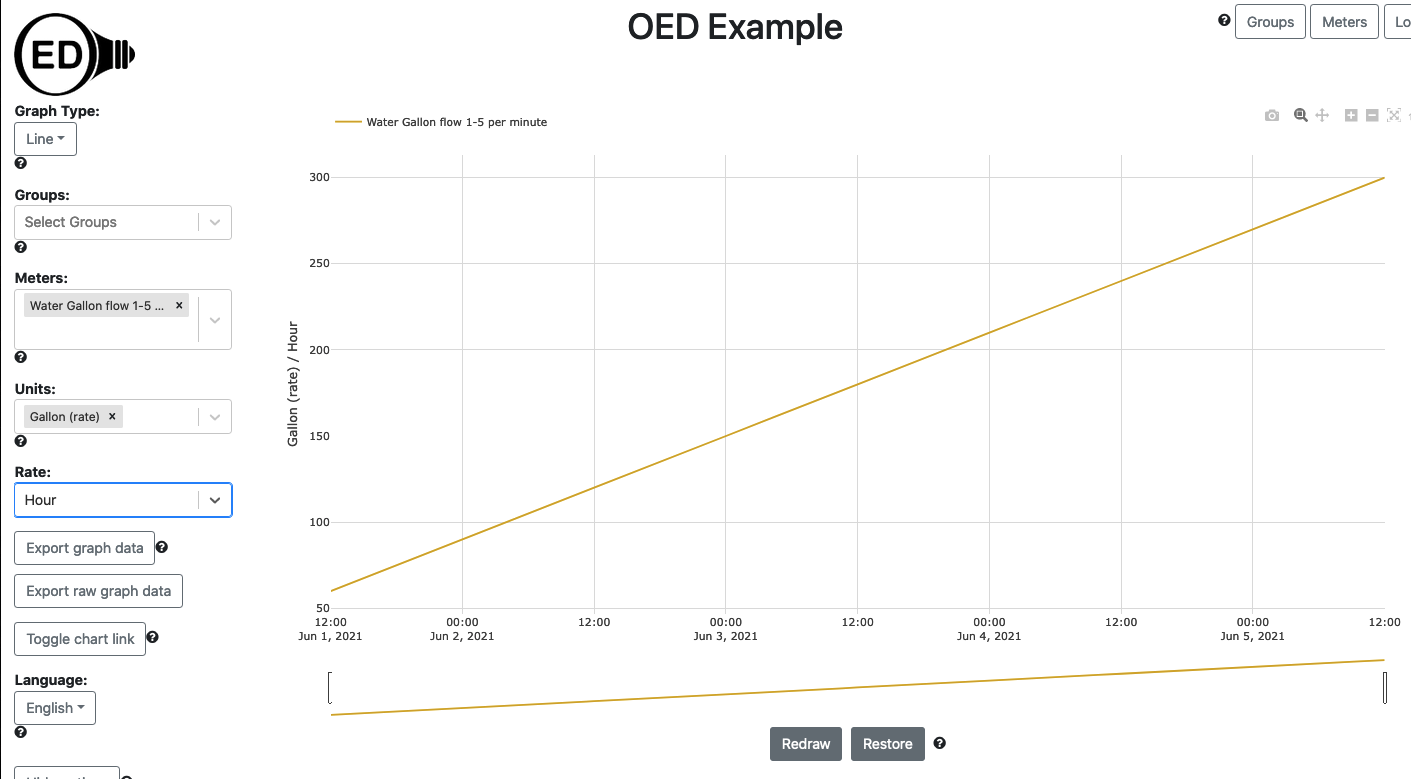 OED Example
Groups
Meters
Lo
ED
Graph Type:
Line
Groups:
Select Groups
Meters:
Water Gallon flow 1-5 ... ×
Units:
Gallon (rate) ×
Rate:
Hour
Export graph data
Export raw graph data
Toggle chart link
Language:
English
Water Gallon flow 1-5 per minute
Gallon (rate) / Hour
300
250
200
150
100
50
12:00 00:00 12:00 00:00 12:00 00:00 12:00 00:00 12:00
Jun 1, 2021 Jun 2, 2021 Jun 3, 2021 Jun 4, 2021 Jun 5, 2021
Redraw
Restore